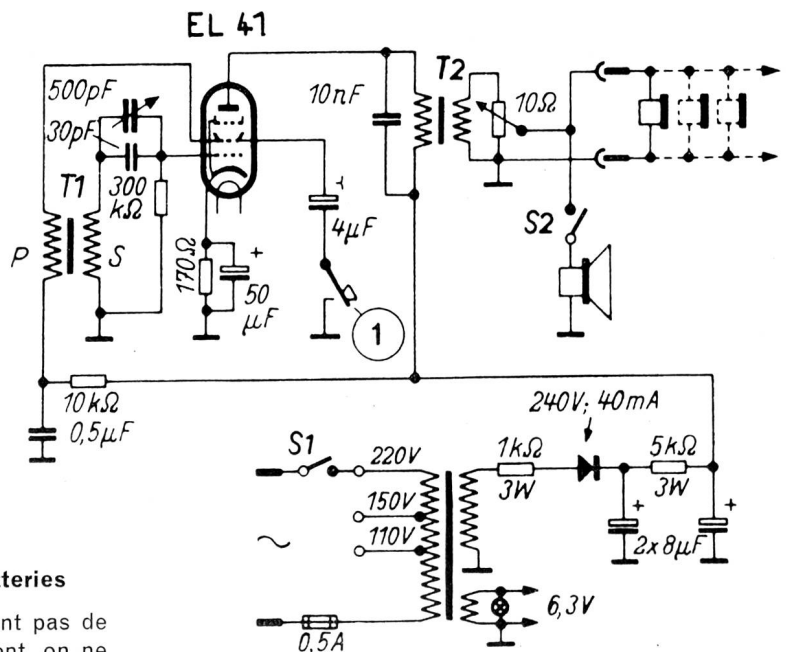 EL 41
500pF
30pF
T1
300
kΩ
P
S
170Ω
+
50
μF
4μF
1
10nF
T2
10Ω
S2
10kΩ
0,5μF
240V; 40mA
S1
220V
150V
110V
~
0,5A
1kΩ
3W
5kΩ
3W
+
+
2x8μF
6,3V
teries
nt pas de
ont, on ne